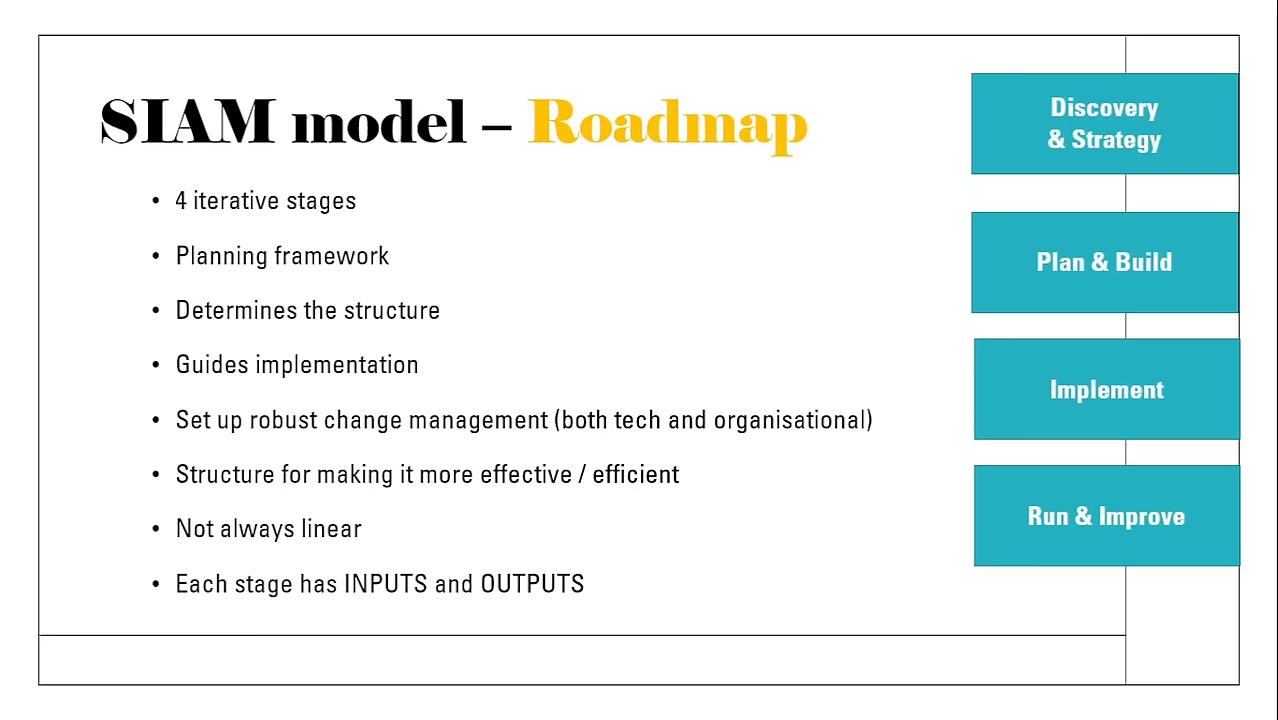 SIAM model – Roadmap
• 4 iterative stages
• Planning framework
• Determines the structure
• Guides implementation
• Set up robust change management (both tech and organisational)
• Structure for making it more effective / efficient
• Not always linear
• Each stage has INPUTS and OUTPUTS
Discovery
& Strategy
Plan & Build
Implement
Run & Improve